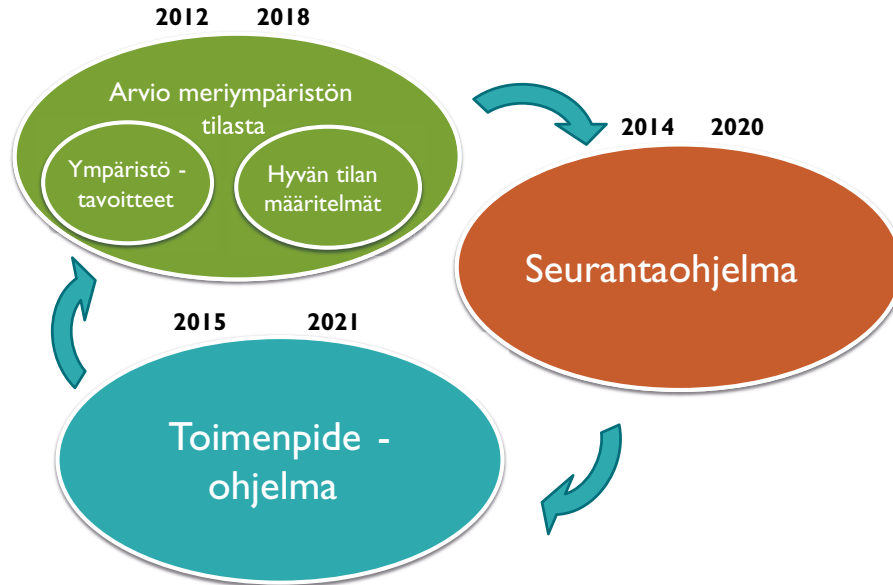 2012 2018
Arvio meriympäristön
tilasta
Ympäristö -
tavoitteet
Hyvän tilan
määritelmät
2014 2020
Seurantaohjelma
2015 2021
Toimenpide -
ohjelma